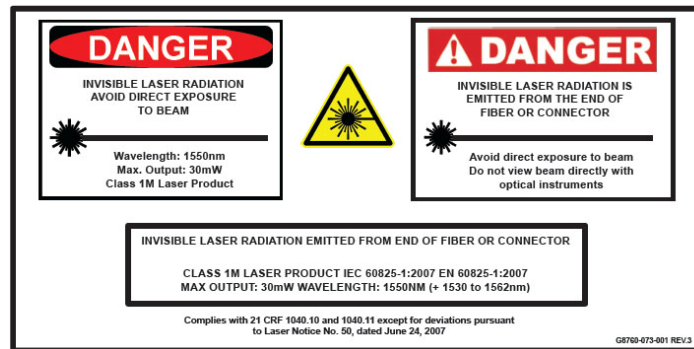 DANGER
INVISIBLE LASER RADIATION
AVOID DIRECT EXPOSURE
TO BEAM
Wavelength: 1550nm
Max. Output: 30mW
Class 1M Laser Product
DANGER
INVISIBLE LASER RADIATION IS
EMITTED FROM THE END OF
FIBER OR CONNECTOR
Avoid direct exposure to beam
Do not view beam directly with
optical instruments
INVISIBLE LASER RADIATION EMITTED FROM END OF FIBER OR CONNECTOR
CLASS 1M LASER PRODUCT IEC 60825-1:2007 EN 60825-1:2007
MAX OUTPUT: 30mW WAVELENGTH: 1550NM (+ 1530 to 1562nm)
Complies with 21 CRF 1040.10 and 1040.11 except for deviations pursuant
to Laser Notice No. 50, dated June 24, 2007
G8760-073-001 REV.3